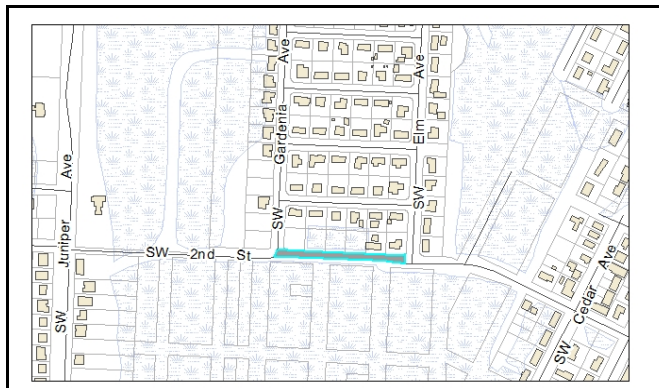 SW Gardenia Ave
SW Elm Ave
SW Juniper Ave
SW 2nd St
SW Cedar Ave